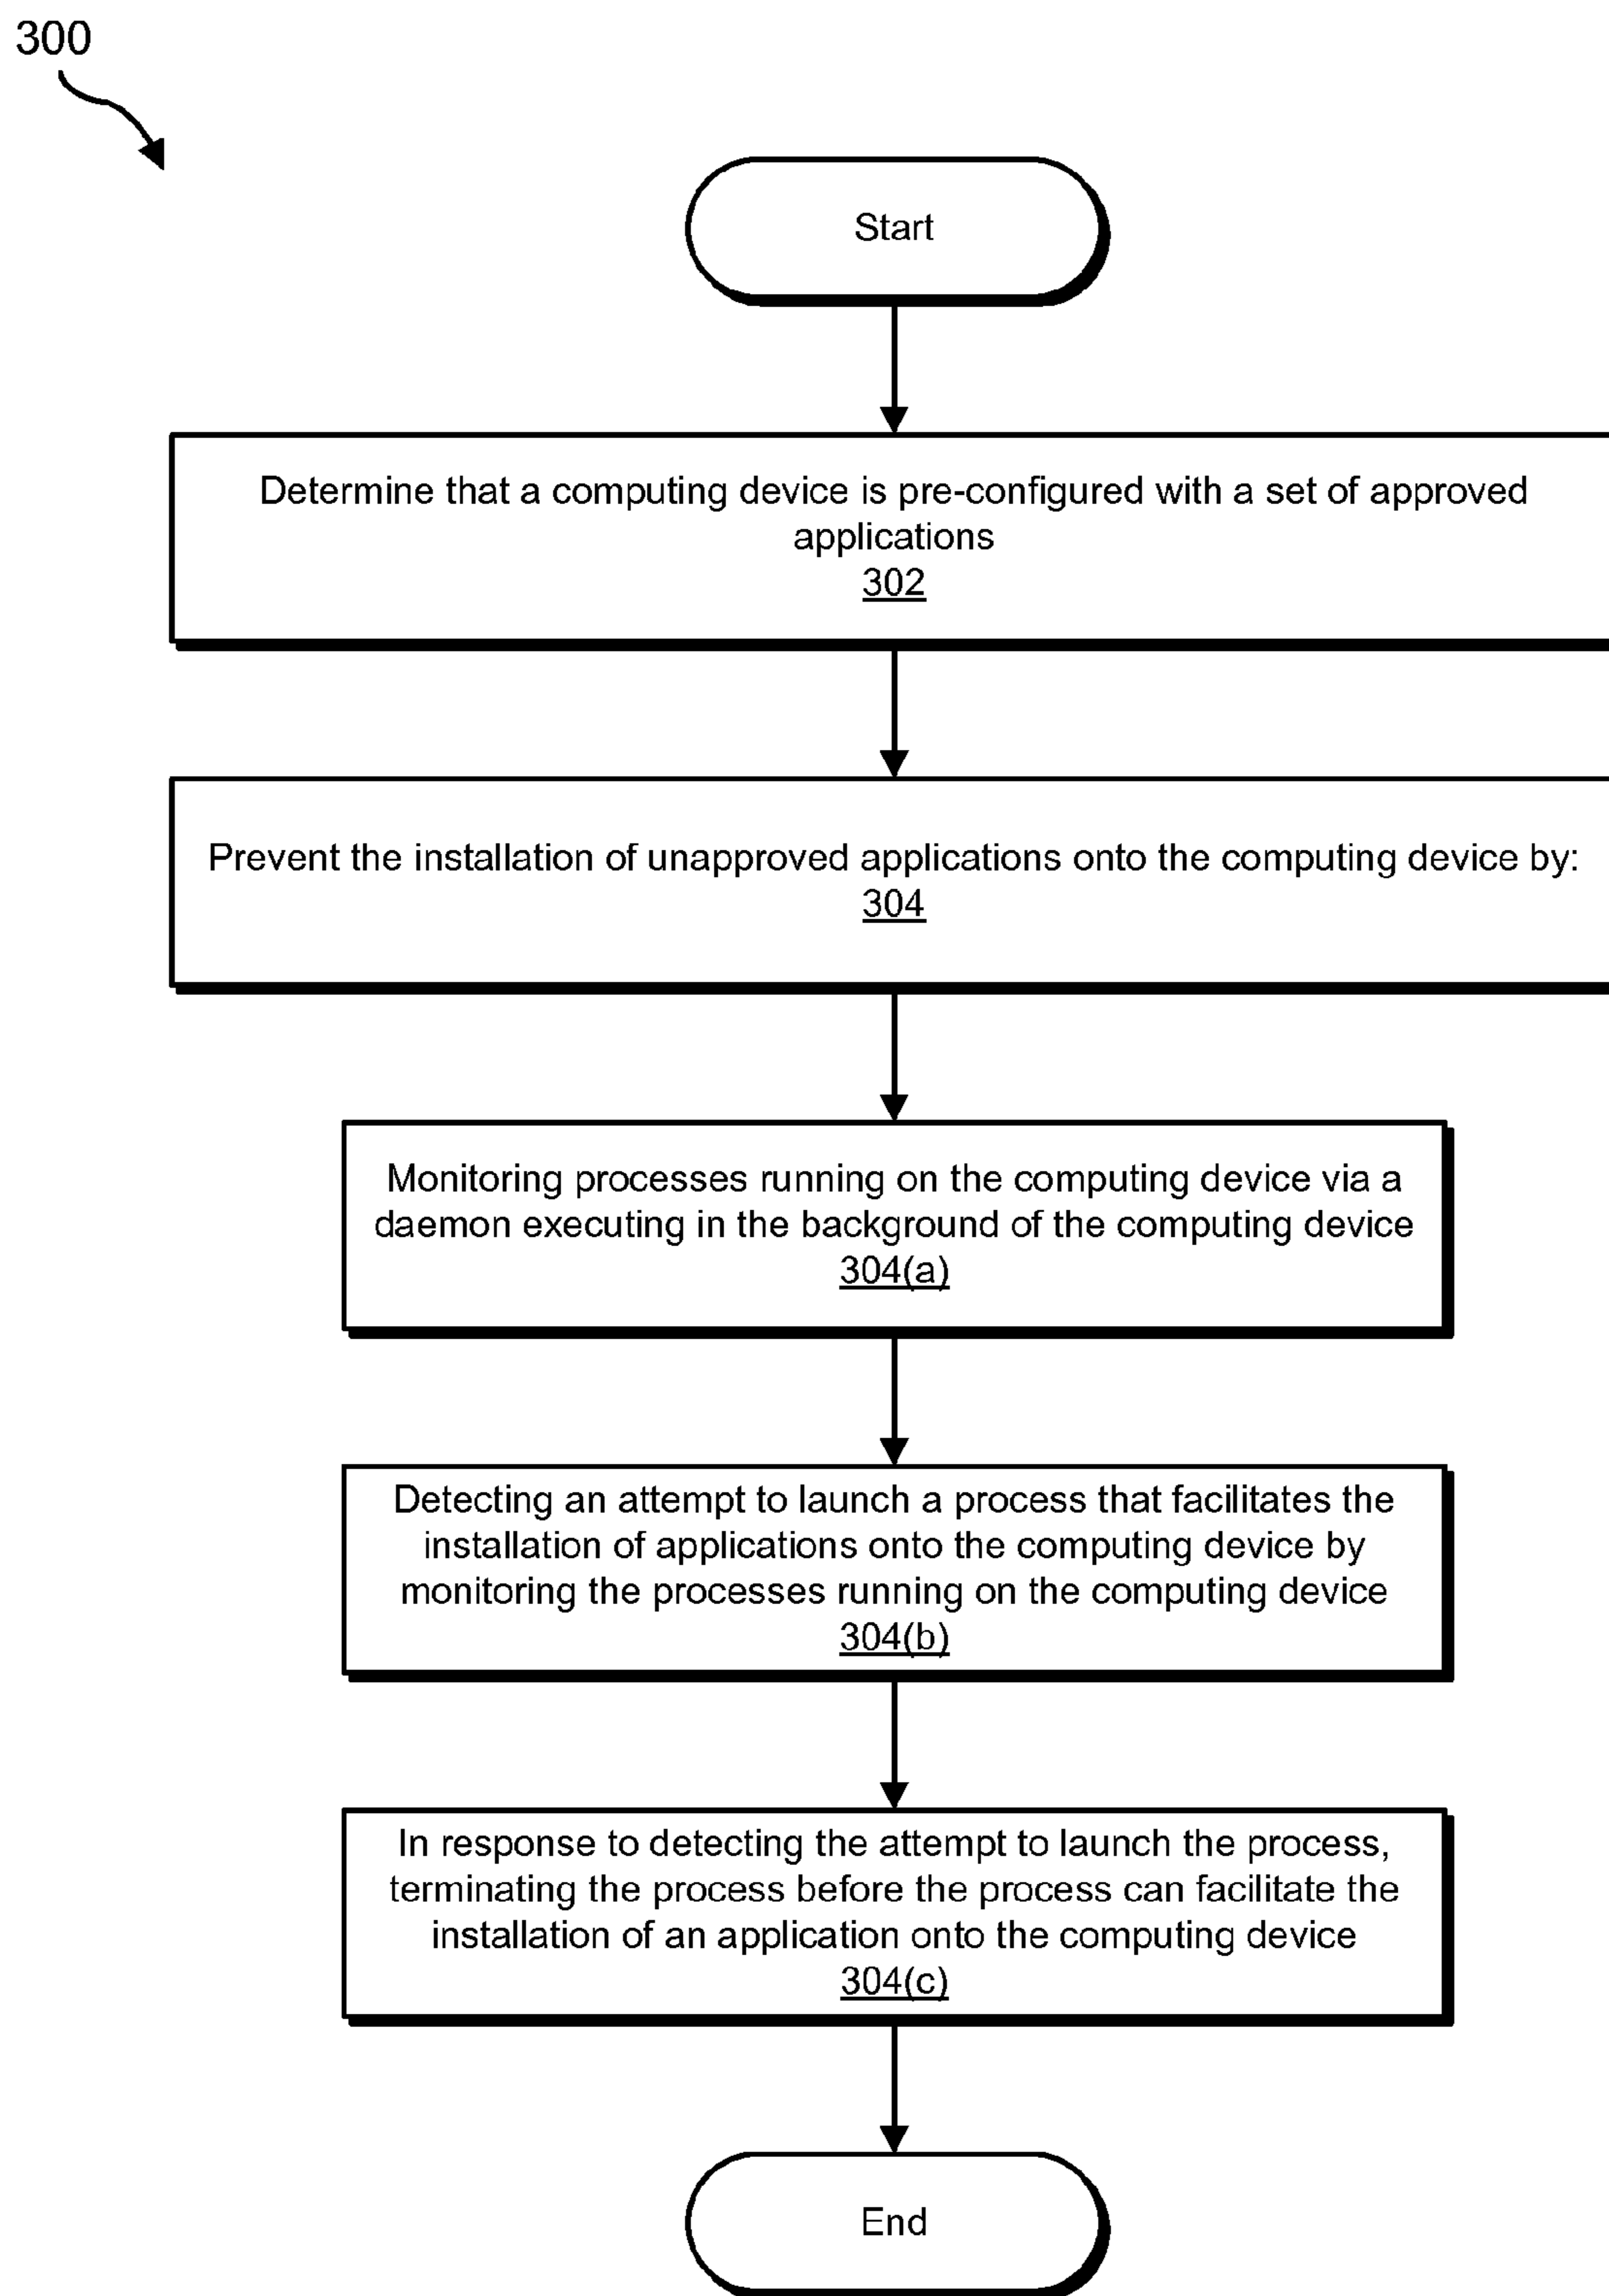 300
Start
Determine that a computing device is pre-configured with a set of approved
applications
302
Prevent the installation of unapproved applications onto the computing device by:
304
Monitoring processes running on the computing device via a
daemon executing in the background of the computing device
304(a)
Detecting an attempt to launch a process that facilitates the
installation of applications onto the computing device by
monitoring the processes running on the computing device
304(b)
In response to detecting the attempt to launch the process,
terminating the process before the process can facilitate the
installation of an application onto the computing device
304(c)
End